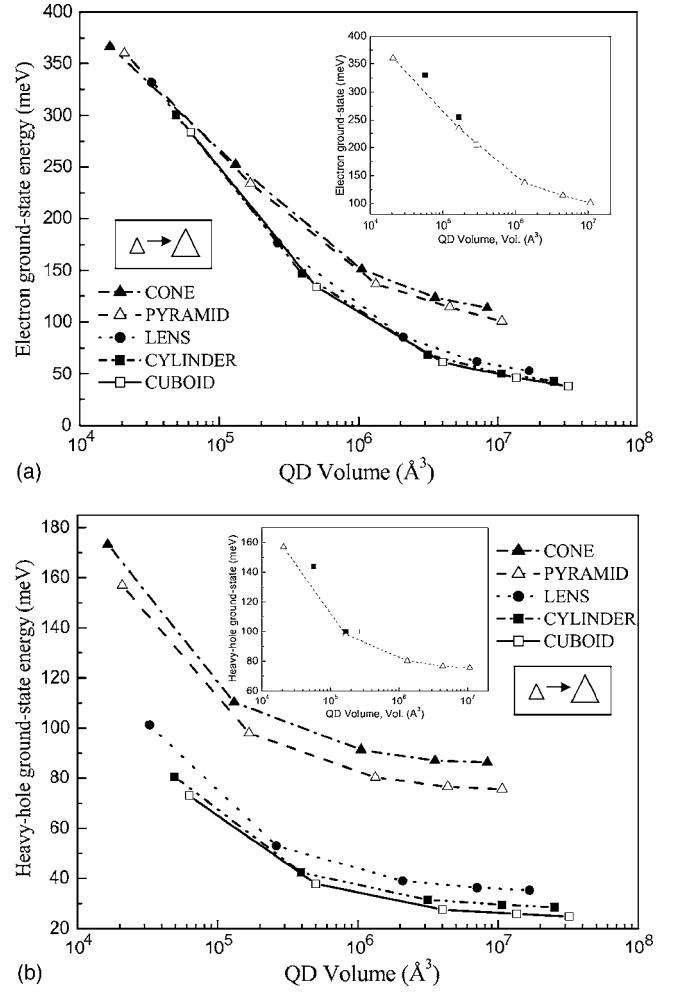 400
350
300
250
200
150
100
50
0
Electron ground-state energy (meV)
10^4
10^5
10^6
10^7
10^8
QD Volume (Å^3)
CONE
PYRAMID
LENS
CYLINDER
CUBOID
400
350
300
250
200
150
100
Electron ground-state (meV)
10^4
10^5
10^6
10^7
QD Volume, Vol. (A^3)
(a)
180
160
140
120
100
80
60
40
20
Heavy-hole ground-state energy (meV)
10^4
10^5
10^6
10^7
10^8
QD Volume (Å^3)
160
140
120
100
80
60
Heavy-hole ground-state (meV)
10^4
10^5
10^6
10^7
QD Volume, Vol. (A^3)
CONE
PYRAMID
LENS
CYLINDER
CUBOID
(b)